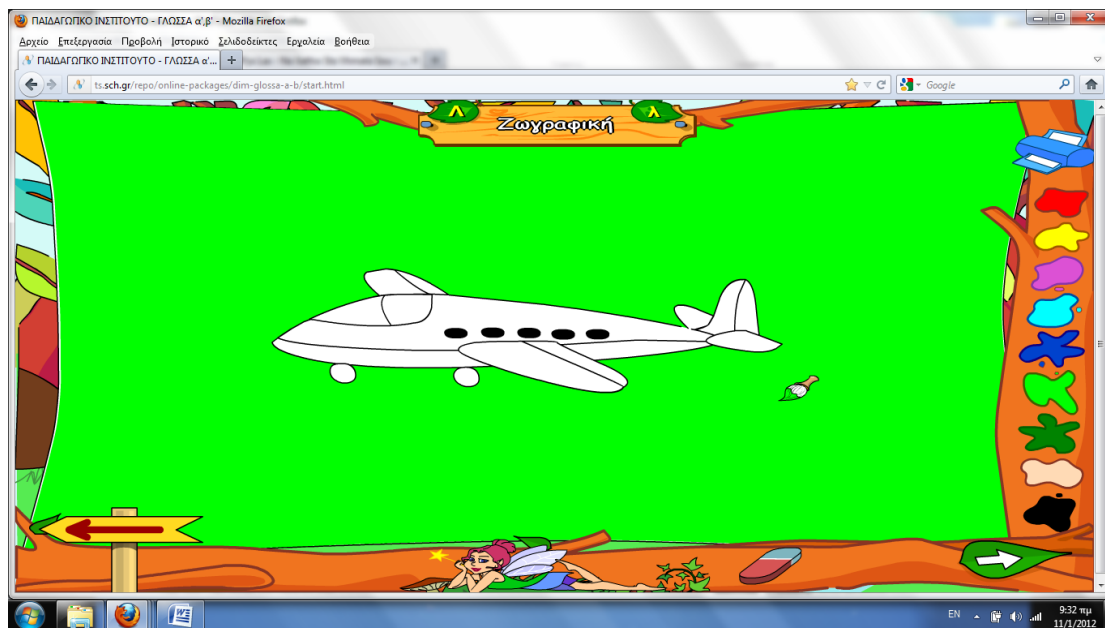 ΠΑΙΔΑΓΩΓΙΚΟ ΙΝΣΤΙΤΟΥΤΟ - ΓΛΩΣΣΑ α',β' - Mozilla Firefox
Αρχείο Επεξεργασία Προβολή Ιστορικό Σελιδοδείκτες Εργαλεία Βοήθεια
ΠΑΙΔΑΓΩΓΙΚΟ ΙΝΣΤΙΤΟΥΤΟ - ΓΛΩΣΣΑ α'... +
ts.sch.gr/repo/online-packages/dim-glossa-a-b/start.html
Google
Λ Ζωγραφική λ
EN
9:32 πμ
11/1/2012